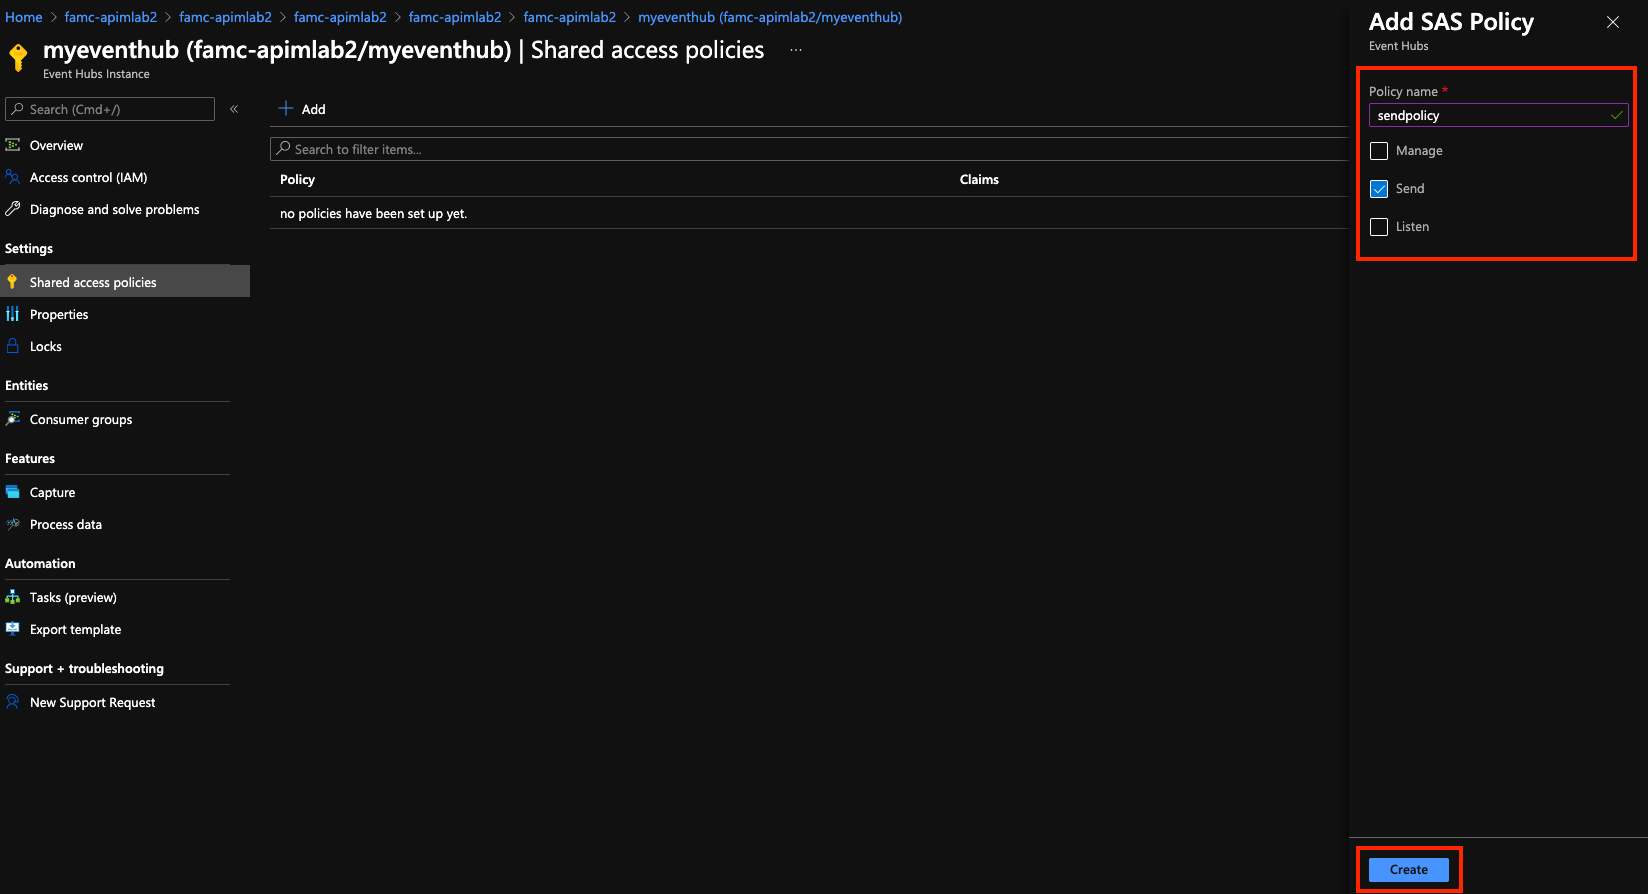 Home > famc-apimlab2 > famc-apimlab2 > famc-apimlab2 > famc-apimlab2 > famc-apimlab2 > myeventhub (famc-apimlab2/myeventhub)
myeventhub (famc-apimlab2/myeventhub) | Shared access policies ...
Event Hubs Instance
Search (Cmd+/)
«
Overview
Access control (IAM)
Diagnose and solve problems
Settings
Shared access policies
Properties
Locks
Entities
Consumer groups
Features
Capture
Process data
Automation
Tasks (preview)
Export template
Support + troubleshooting
New Support Request
+ Add
Search to filter items...
Policy Claims
no policies have been set up yet.
Add SAS Policy
Event Hubs
Policy name *
sendpolicy
Manage
Send
Listen
Create